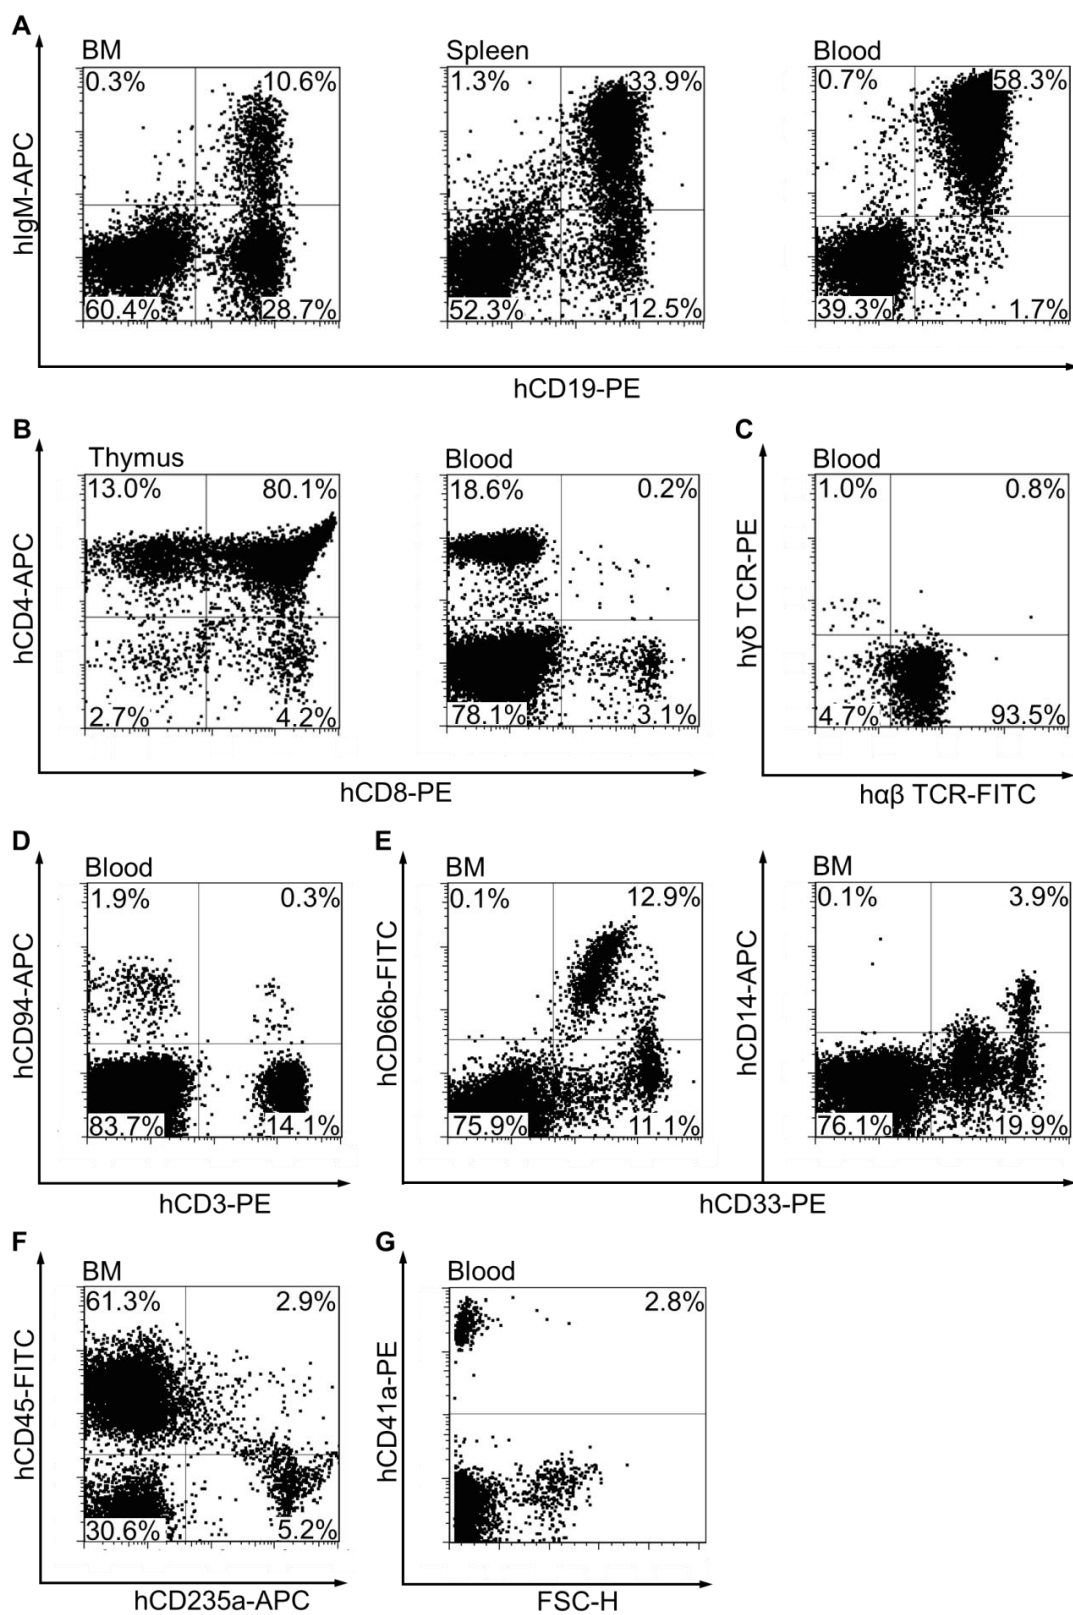 A
BM
0.3%
10.6%
60.4%
28.7%
Spleen
1.3%
33.9%
52.3%
12.5%
Blood
0.7%
58.3%
39.3%
1.7%
hIgM-APC
hCD19-PE
B
Thymus
13.0%
80.1%
2.7%
4.2%
Blood
18.6%
0.2%
78.1%
3.1%
hCD4-APC
hCD8-PE
C
Blood
1.0%
0.8%
4.7%
93.5%
hγδ TCR-PE
hαβ TCR-FITC
D
Blood
1.9%
0.3%
83.7%
14.1%
hCD94-APC
hCD3-PE
E
BM
0.1%
12.9%
75.9%
11.1%
hCD66b-FITC
BM
0.1%
3.9%
76.1%
19.9%
hCD14-APC
hCD33-PE
F
BM
61.3%
2.9%
30.6%
5.2%
hCD45-FITC
hCD235a-APC
G
Blood
2.8%
hCD41a-PE
FSC-H